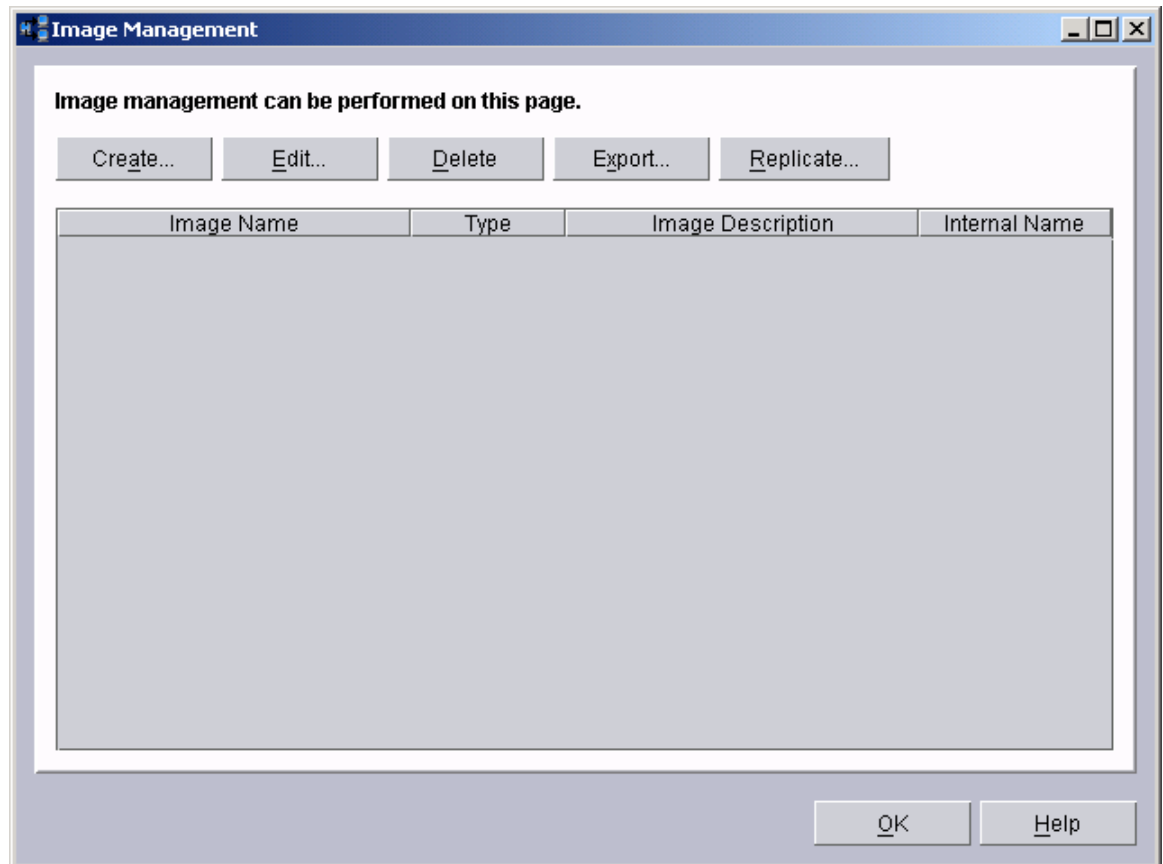 Image Management
Image management can be performed on this page.
Create... Edit... Delete Export... Replicate...
Image Name Type Image Description Internal Name
OK Help